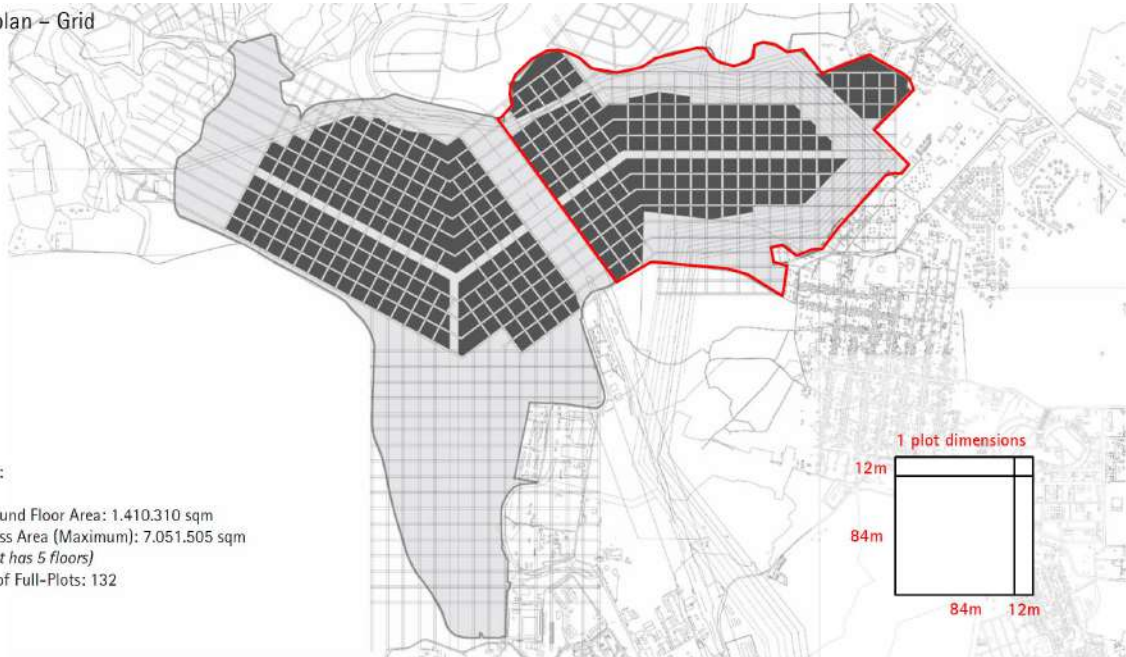 plan – Grid
1 plot dimensions
12m
84m
84m 12m
:
und Floor Area: 1.410.310 sqm
ss Area (Maximum): 7.051.505 sqm
t has 5 floors)
of Full-Plots: 132